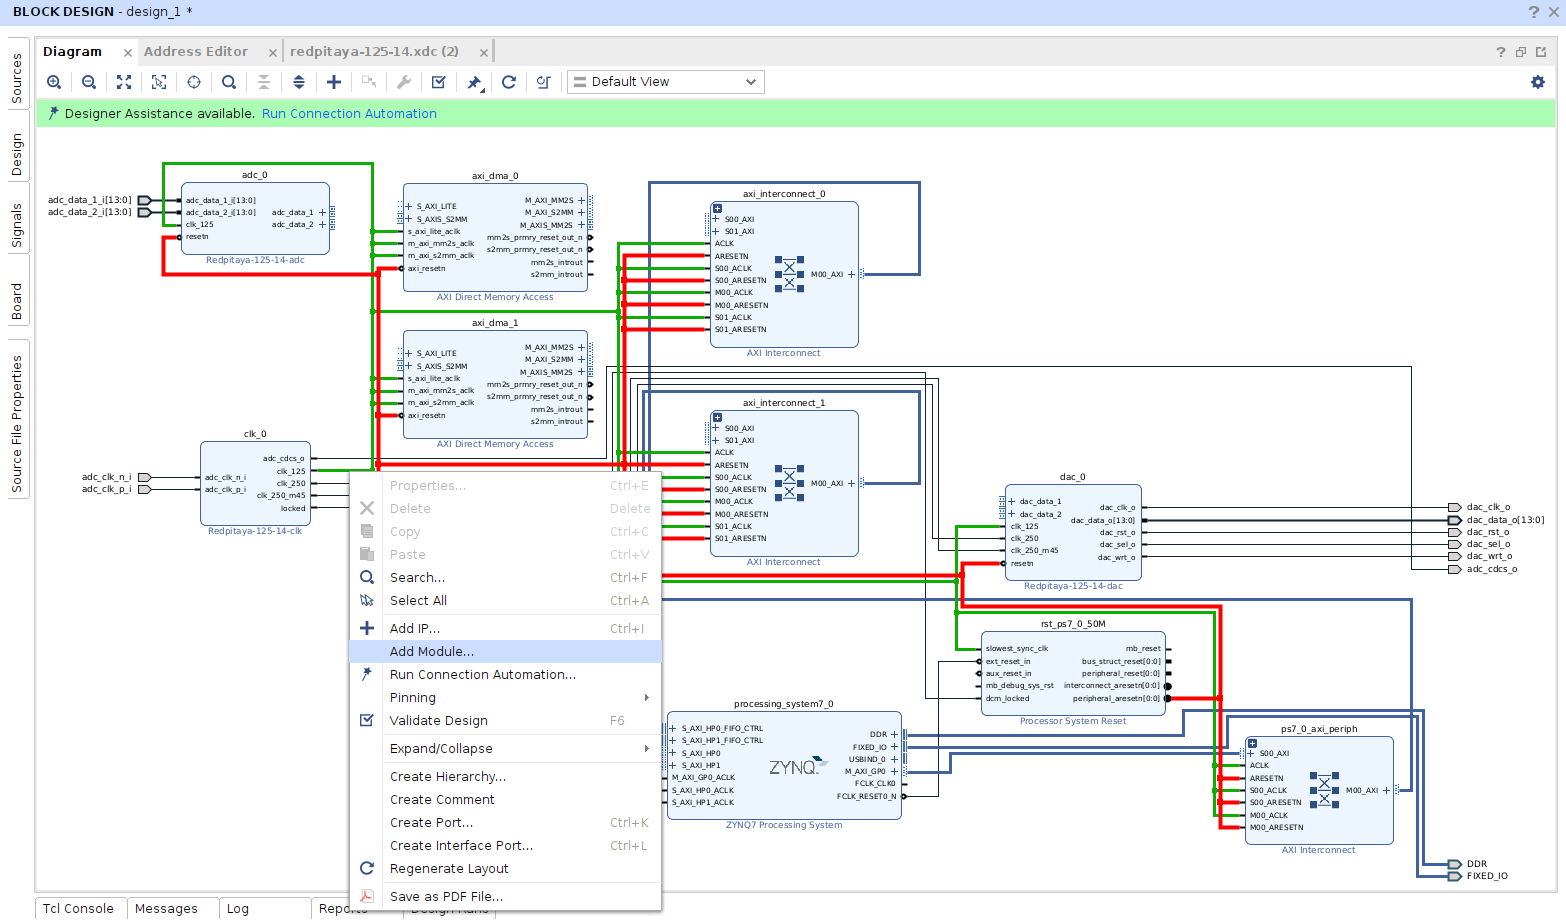 BLOCK DESIGN - design_1 *
Sources
Design
Signals
Board
Source File Properties
Diagram
Address Editor
redpitaya-125-14.xdc (2)
Default View
Designer Assistance available. Run Connection Automation
adc_0
adc_data_1_i[13:0]
adc_data_2_i[13:0]
adc_data_1_i[13:0]
adc_data_2_i[13:0]
clk_125
resetn
adc_data_1
adc_data_2
Redpitaya-125-14-adc
axi_dma_0
S_AXI_LITE
S_AXIS_S2MM
s_axi_lite_aclk
m_axi_mm2s_aclk
m_axi_s2mm_aclk
axi_resetn
M_AXI_MM2S
M_AXI_S2MM
M_AXIS_MM2S
mm2s_prmry_reset_out_n
s2mm_prmry_reset_out_n
mm2s_introut
s2mm_introut
AXI Direct Memory Access
axi_interconnect_0
S00_AXI
S01_AXI
ACLK
ARESETN
S00_ACLK
S00_ARESETN
M00_ACLK
M00_ARESETN
S01_ACLK
S01_ARESETN
M00_AXI
AXI Interconnect
axi_dma_1
S_AXI_LITE
S_AXIS_S2MM
s_axi_lite_aclk
m_axi_mm2s_aclk
m_axi_s2mm_aclk
axi_resetn
M_AXI_MM2S
M_AXI_S2MM
M_AXIS_MM2S
mm2s_prmry_reset_out_n
s2mm_prmry_reset_out_n
mm2s_introut
s2mm_introut
AXI Direct Memory Access
axi_interconnect_1
S00_AXI
S01_AXI
ACLK
ARESETN
S00_ACLK
S00_ARESETN
M00_ACLK
M00_ARESETN
S01_ACLK
S01_ARESETN
M00_AXI
AXI Interconnect
clk_0
adc_clk_n_i
adc_clk_p_i
adc_clk_n_i
adc_clk_p_i
adc_cdcs_o
clk_125
clk_250
clk_250_m45
locked
Redpitaya-125-14-clk
Properties... Ctrl+E
Delete Delete
Copy Ctrl+C
Paste Ctrl+V
Search... Ctrl+F
Select All Ctrl+A
Add IP... Ctrl+I
Add Module...
Run Connection Automation...
Pinning
Validate Design F6
Expand/Collapse
Create Hierarchy...
Create Comment
Create Port... Ctrl+K
Create Interface Port... Ctrl+L
Regenerate Layout
Save as PDF File...
dac_0
dac_data_1
dac_data_2
clk_125
clk_250
clk_250_m45
resetn
dac_clk_o
dac_data_o[13:0]
dac_rst_o
dac_sel_o
dac_wrt_o
Redpitaya-125-14-dac
dac_clk_o
dac_data_o[13:0]
dac_rst_o
dac_sel_o
dac_wrt_o
adc_cdcs_o
rst_ps7_0_50M
slowest_sync_clk
ext_reset_in
aux_reset_in
mb_debug_sys_rst
dcm_locked
mb_reset
bus_struct_reset[0:0]
peripheral_reset[0:0]
interconnect_aresetn[0:0]
peripheral_aresetn[0:0]
Processor System Reset
processing_system7_0
S_AXI_HP0_FIFO_CTRL
S_AXI_HP1_FIFO_CTRL
S_AXI_HP0
S_AXI_HP1
M_AXI_GP0_ACLK
S_AXI_HP0_ACLK
S_AXI_HP1_ACLK
ZYNQ
DDR
FIXED_IO
USBIND_0
M_AXI_GP0
FCLK_CLK0
FCLK_RESET0_N
ZYNQ7 Processing System
ps7_0_axi_periph
S00_AXI
ACLK
ARESETN
S00_ACLK
S00_ARESETN
M00_ACLK
M00_ARESETN
M00_AXI
AXI Interconnect
DDR
FIXED_IO
Tcl Console
Messages
Log
Reports
Design Runs